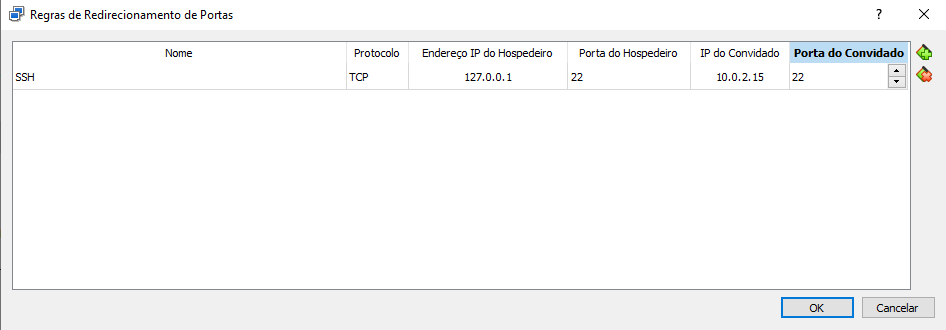 Regras de Redirecionamento de Portas
?
Nome Protocolo Endereço IP do Hospedeiro Porta do Hospedeiro IP do Convidado Porta do Convidado
SSH TCP 127.0.0.1 22 10.0.2.15 22
OK Cancelar